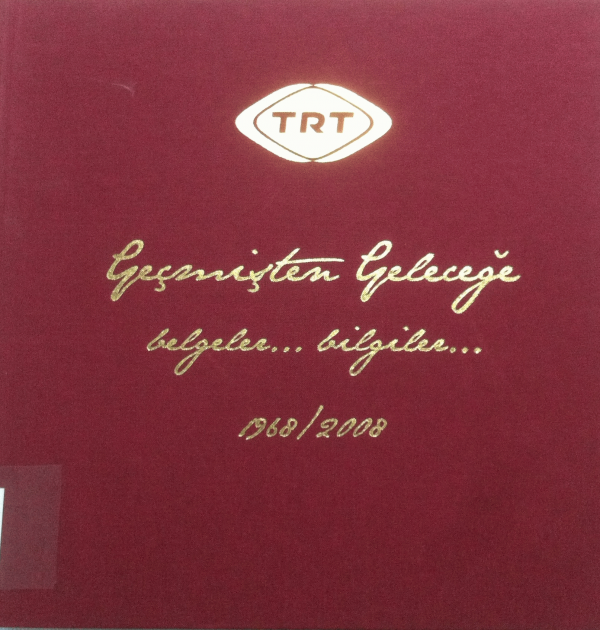 TRT
Geçmişten Geleceğe
belgeler... bilgiler...
1968/2008